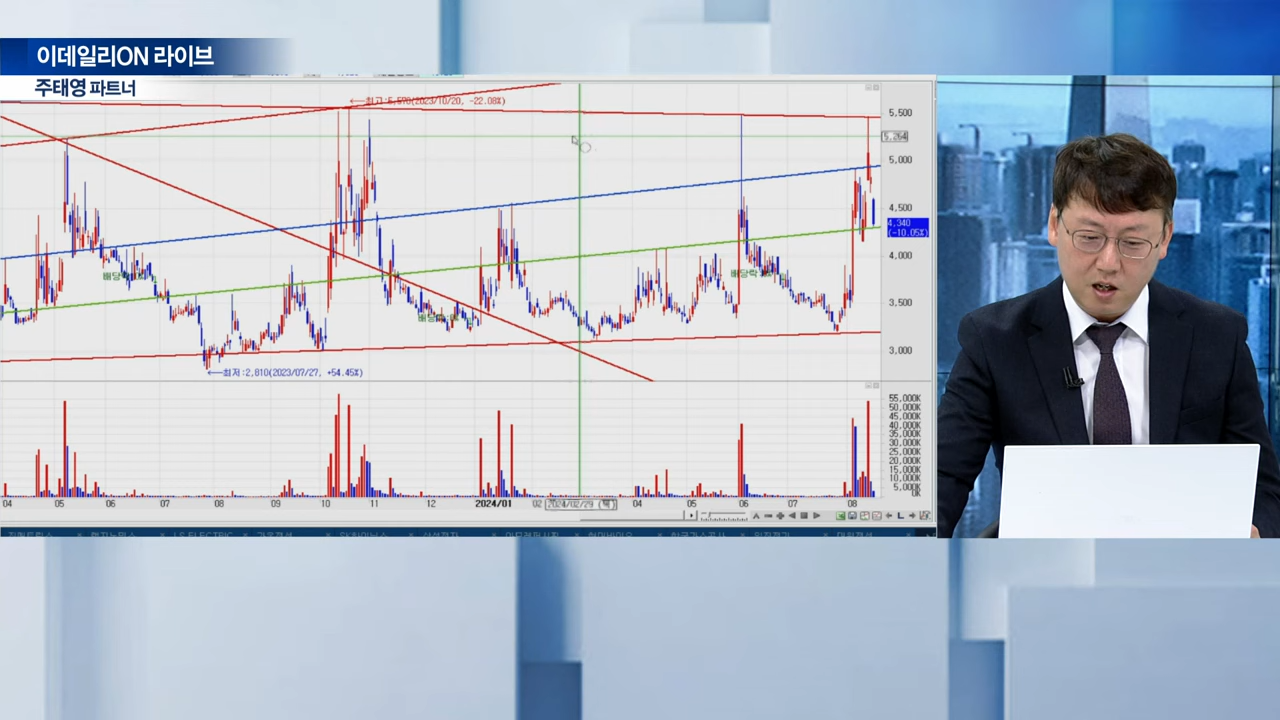 이데일리ON 라이브
주태영 파트너
←최고:5,570(2023/10/20, -22.08%)
5,500
5,264
5,000
4,500
4,340
(-10.05%)
4,000
3,500
3,000
배당락
배당락
배당락
←최저:2,810(2023/07/27, +54.45%)
55,000K
50,000K
45,000K
40,000K
35,000K
30,000K
25,000K
20,000K
15,000K
10,000K
5,000K
0K
04 05 06 07 08 09 10 11 12 2024/01 02 2024/02/29 (목) 04 05 06 07 08
LS ELECTRIC